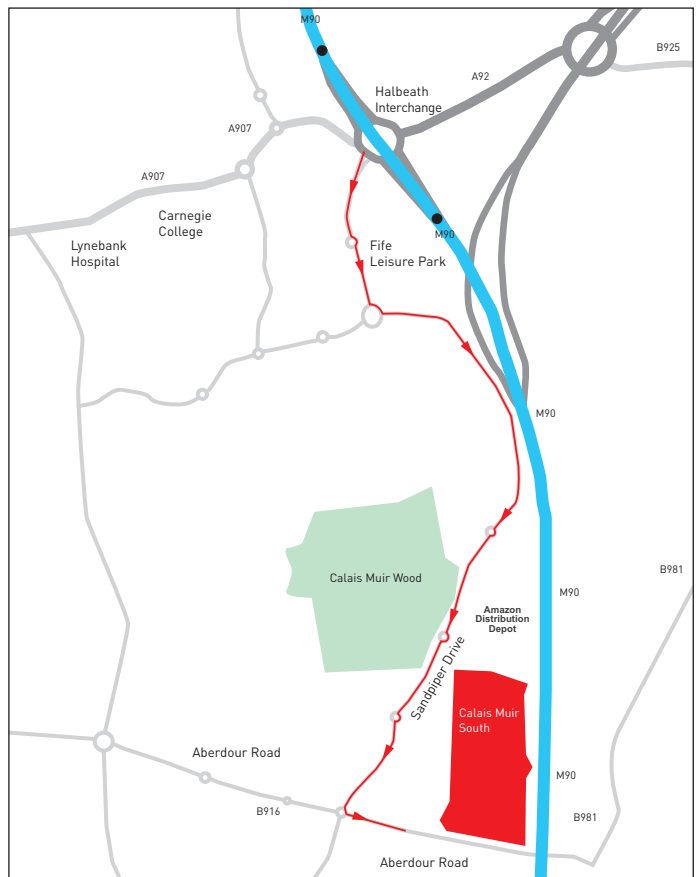 M90
B925
A92
Halbeath
Interchange
A907
A907
Carnegie
College
Lynebank
Hospital
M90
Fife
Leisure Park
M90
Calais Muir Wood
B981
M90
Amazon
Distribution
Depot
Sandpiper Drive
Calais Muir
South
Aberdour Road
M90
B916
B981
Aberdour Road